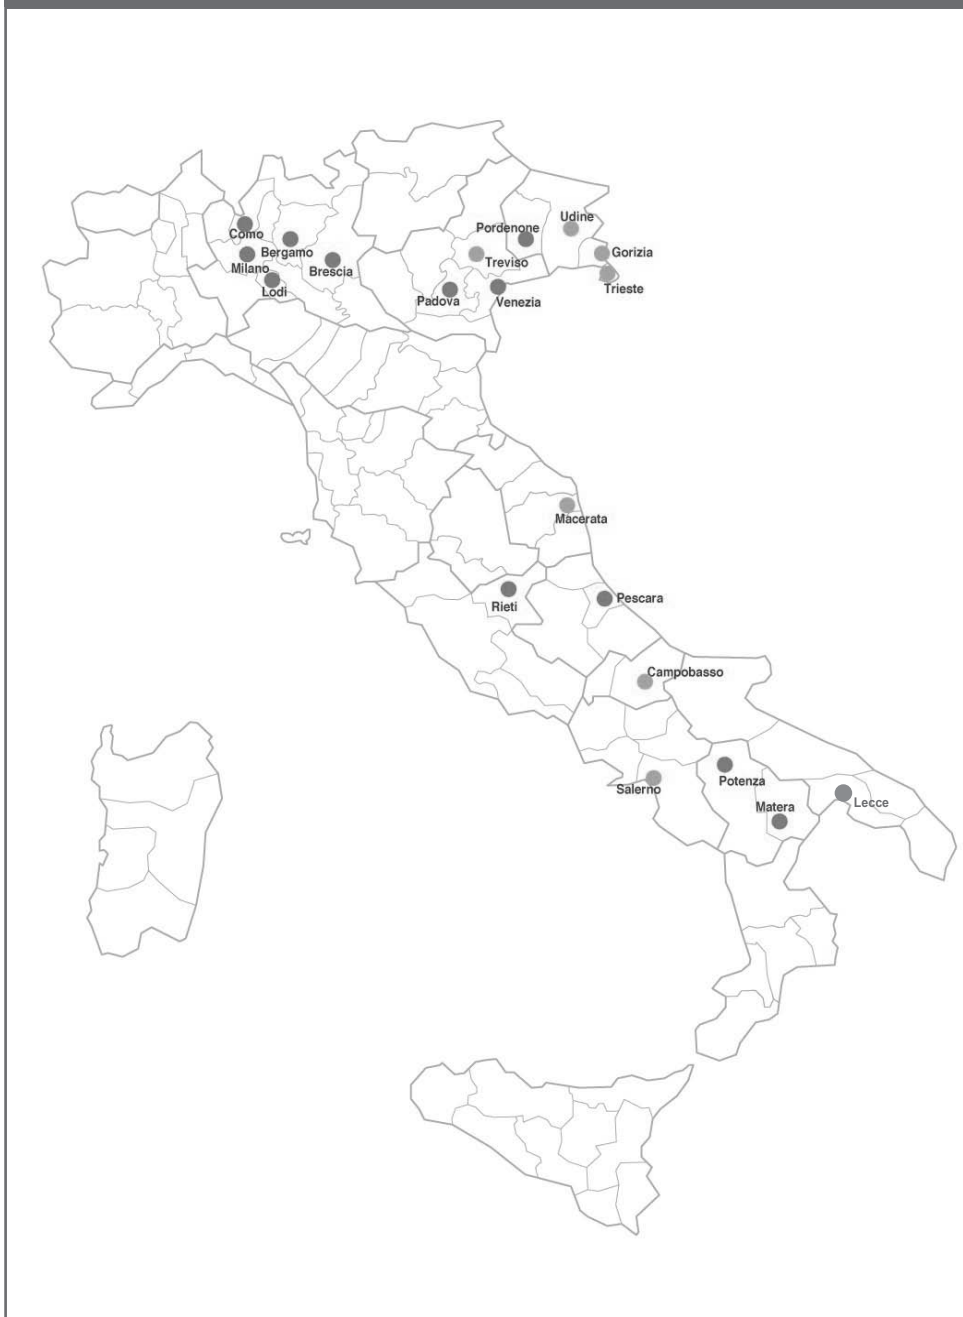 Udine
Pordenone
Como
Gorizia
Bergamo
Treviso
Milano
Brescia
Trieste
Lodi
Padova
Venezia
Macerata
Pescara
Rieti
Campobasso
Potenza
Salerno
Lecce
Matera